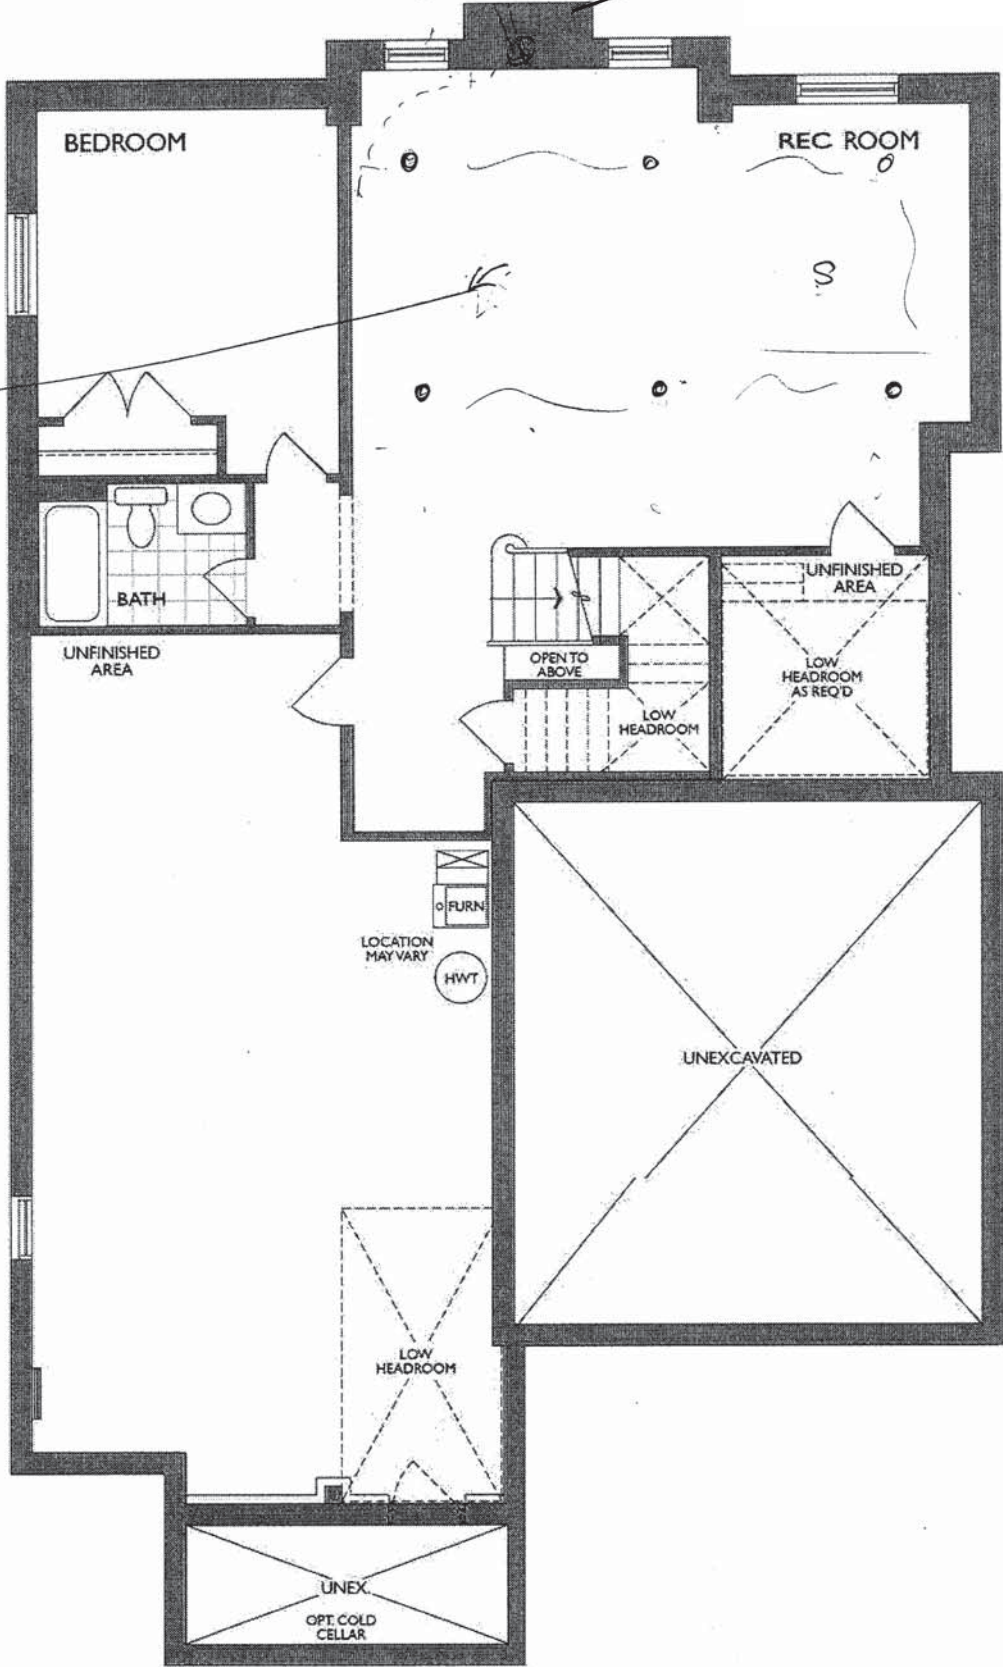 BEDROOM
REC ROOM
S
BATH
UNFINISHED
AREA
UNFINISHED
AREA
OPEN TO
ABOVE
LOW
HEADROOM
AS REQ'D
LOW
HEADROOM
FURN
LOCATION
MAY VARY
HWT
UNEXCAVATED
LOW
HEADROOM
UNEX.
OPT. COLD
CELLAR